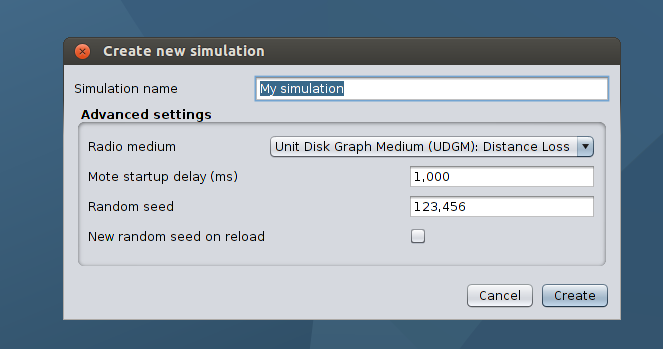 Create new simulation
Simulation name My simulation
Advanced settings
Radio medium Unit Disk Graph Medium (UDGM): Distance Loss
Mote startup delay (ms) 1,000
Random seed 123,456
New random seed on reload
Cancel Create